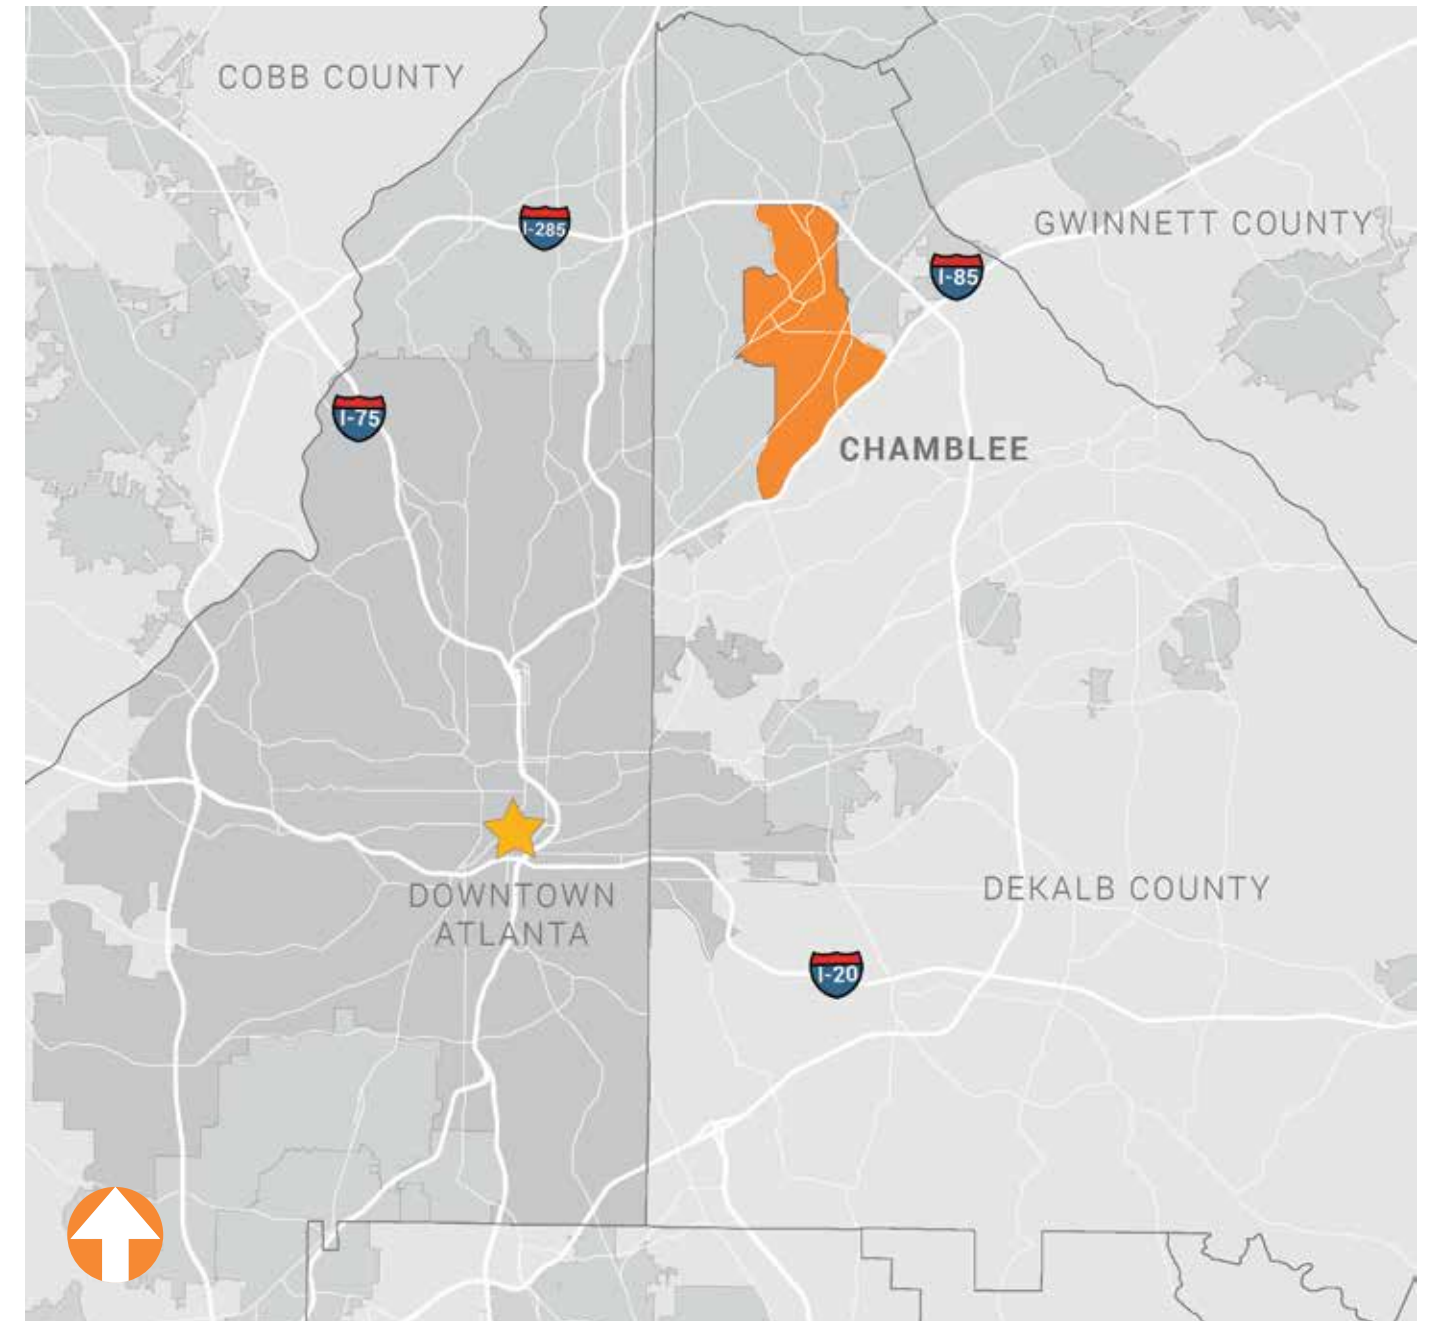 COBB COUNTY
I-285
GWINNETT COUNTY
I-85
I-75
CHAMBLEE
DOWNTOWN
ATLANTA
DEKALB COUNTY
I-20